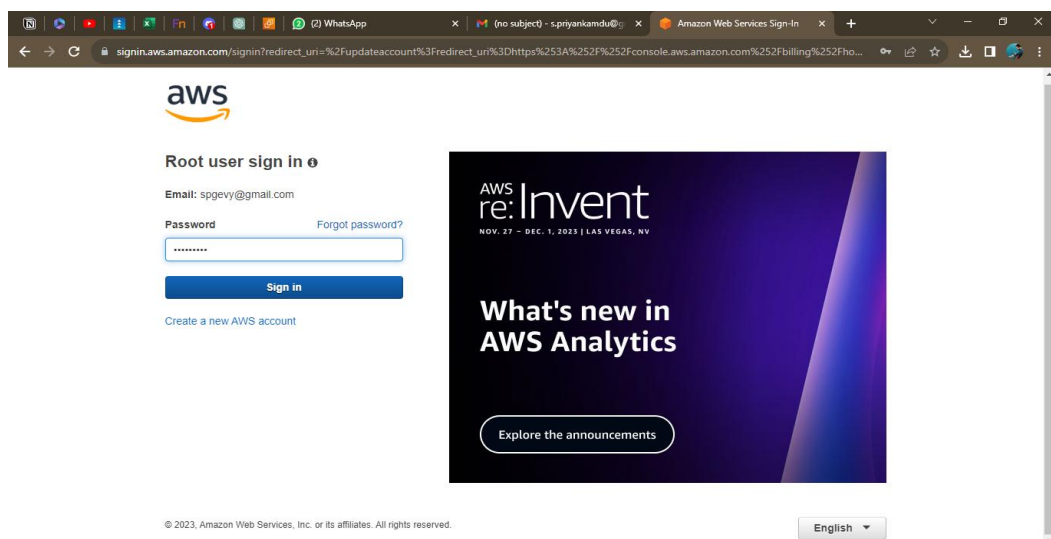 (2) WhatsApp
(no subject) - s.priyankamdu@g
Amazon Web Services Sign-In
signin.aws.amazon.com/signin?redirect_uri=%2Fupdateaccount%3Fredirect_uri%3Dhttps%253A%252F%252Fconsole.aws.amazon.com%252Fbilling%252Fho...
aws
Root user sign in
Email: spgevy@gmail.com
Password Forgot password?
Sign in
Create a new AWS account
AWS
re:Invent
NOV. 27 – DEC. 1, 2023 | LAS VEGAS, NV
What's new in
AWS Analytics
Explore the announcements
© 2023, Amazon Web Services, Inc. or its affiliates. All rights reserved.
English